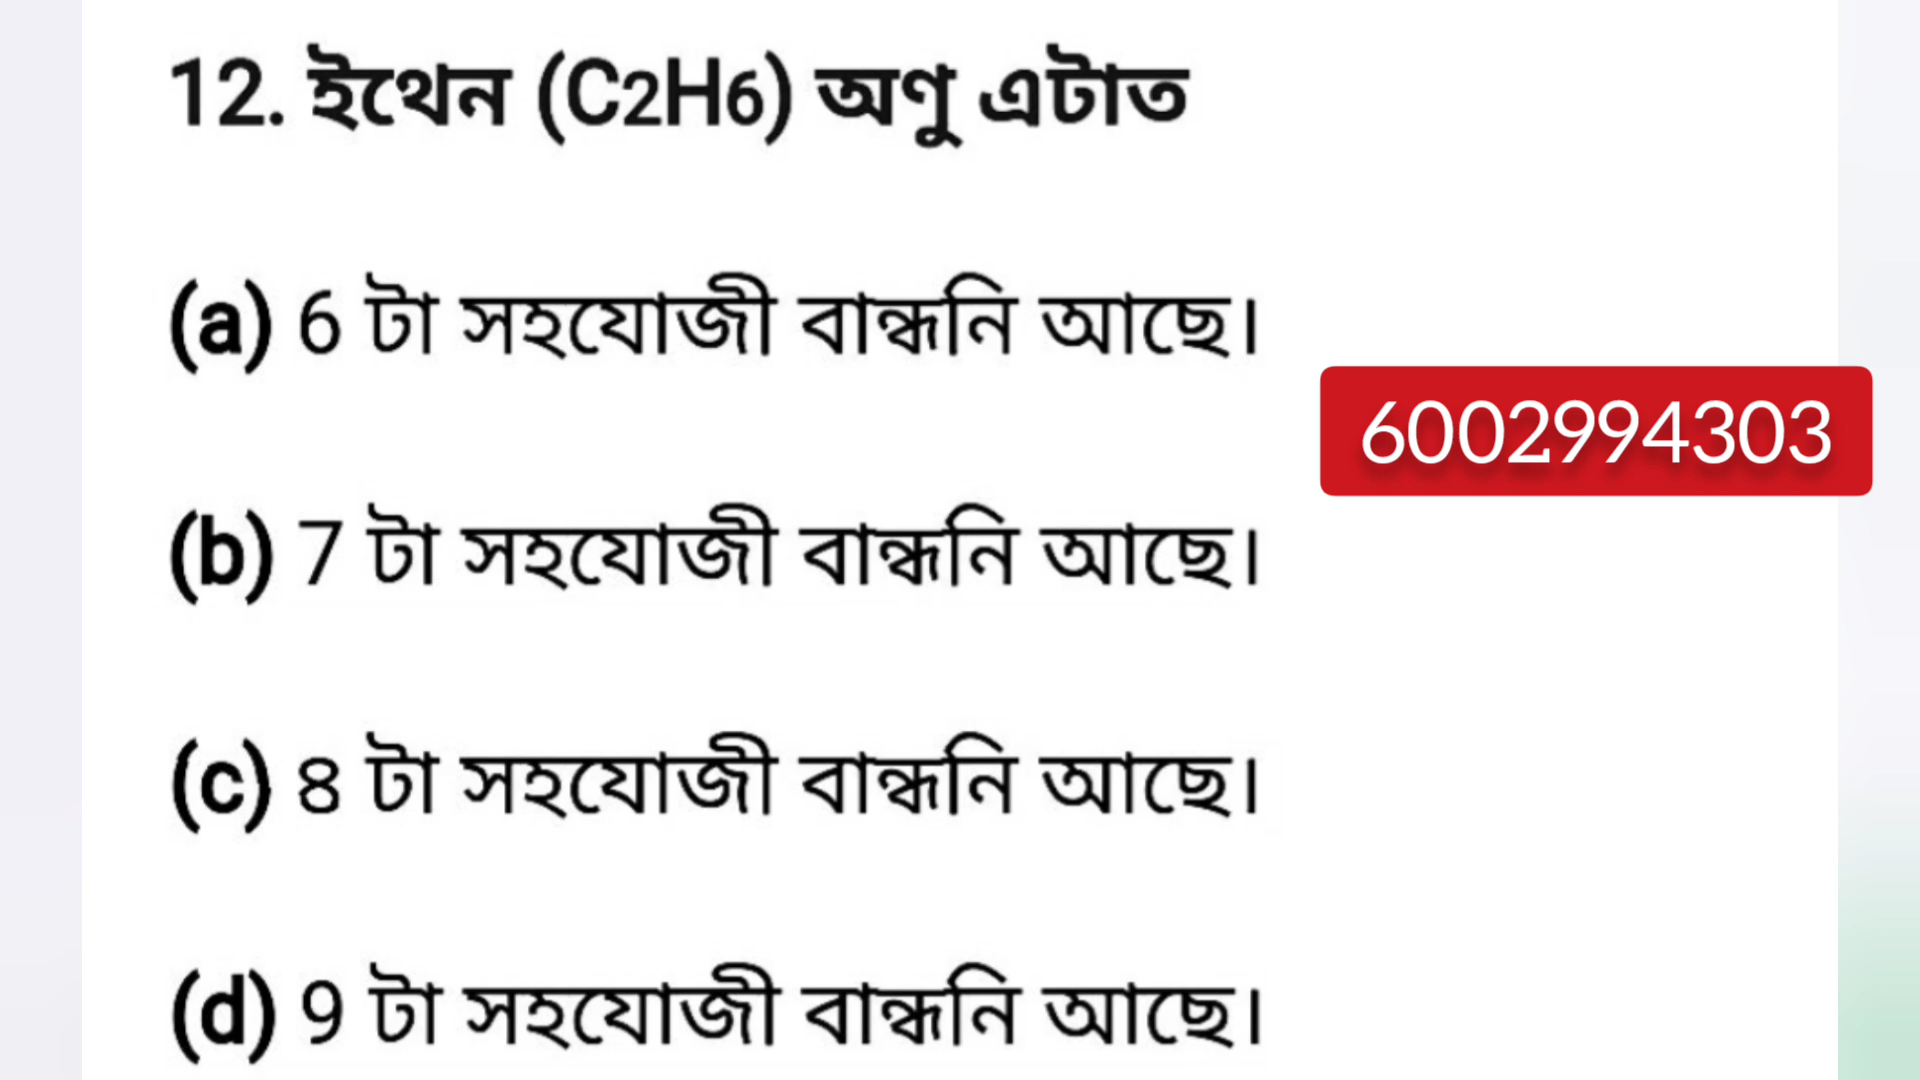 12. ইথেন (C2H6) অণু এটাত
(a) 6 টা সহযোজী বান্ধনি আছে।
6002994303
(b) 7 টা সহযোজী বান্ধনি আছে।
(c) 8 টা সহযোজী বান্ধনি আছে।
(d) 9 টা সহযোজী বান্ধনি আছে।